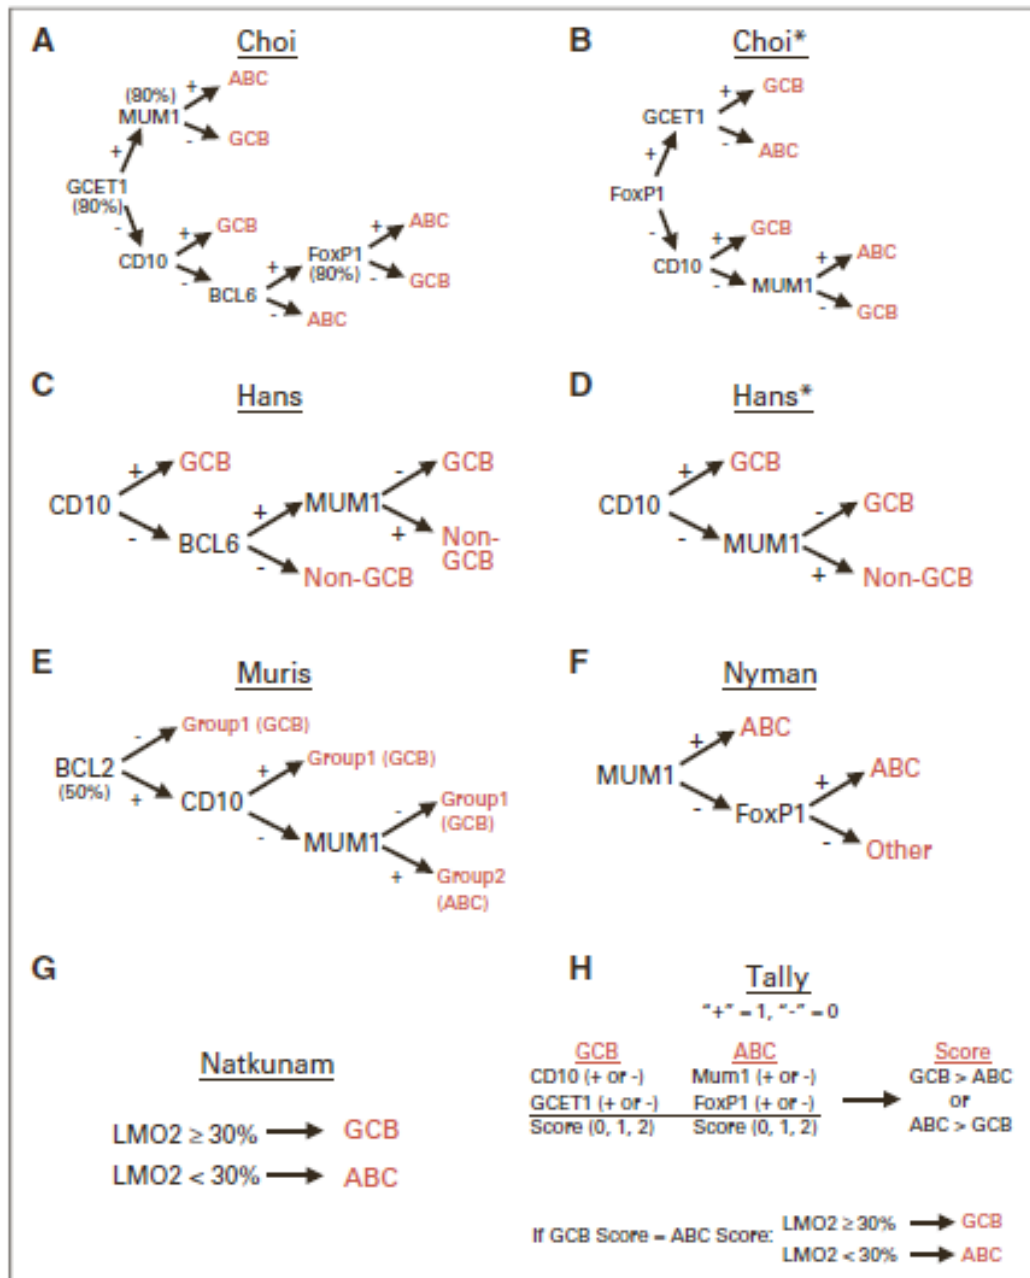 A
Choi
(80%)
MUM1
+
ABC
-
GCB
+
GCET1
(80%)
-
CD10
+
GCB
-
BCL6
+
FoxP1
(80%)
+
ABC
-
GCB
-
ABC
B
Choi*
GCET1
+
GCB
-
ABC
+
FoxP1
-
CD10
+
GCB
-
MUM1
+
ABC
-
GCB
C
Hans
CD10
+
GCB
-
BCL6
+
MUM1
-
GCB
+
Non-
GCB
-
Non-GCB
D
Hans*
CD10
+
GCB
-
MUM1
-
GCB
+
Non-GCB
E
Muris
BCL2
(50%)
-
Group1 (GCB)
+
CD10
+
Group1 (GCB)
-
MUM1
-
Group1
(GCB)
+
Group2
(ABC)
F
Nyman
MUM1
+
ABC
-
FoxP1
+
ABC
-
Other
G
Natkunam
LMO2 ≥ 30% GCB
LMO2 < 30% ABC
H
Tally
"+" = 1, "-" = 0
GCB ABC Score
CD10 (+ or -) Mum1 (+ or -) GCB > ABC
GCET1 (+ or -) FoxP1 (+ or -) or
Score (0, 1, 2) Score (0, 1, 2) ABC > GCB
If GCB Score = ABC Score:
LMO2 ≥ 30% GCB
LMO2 < 30% ABC